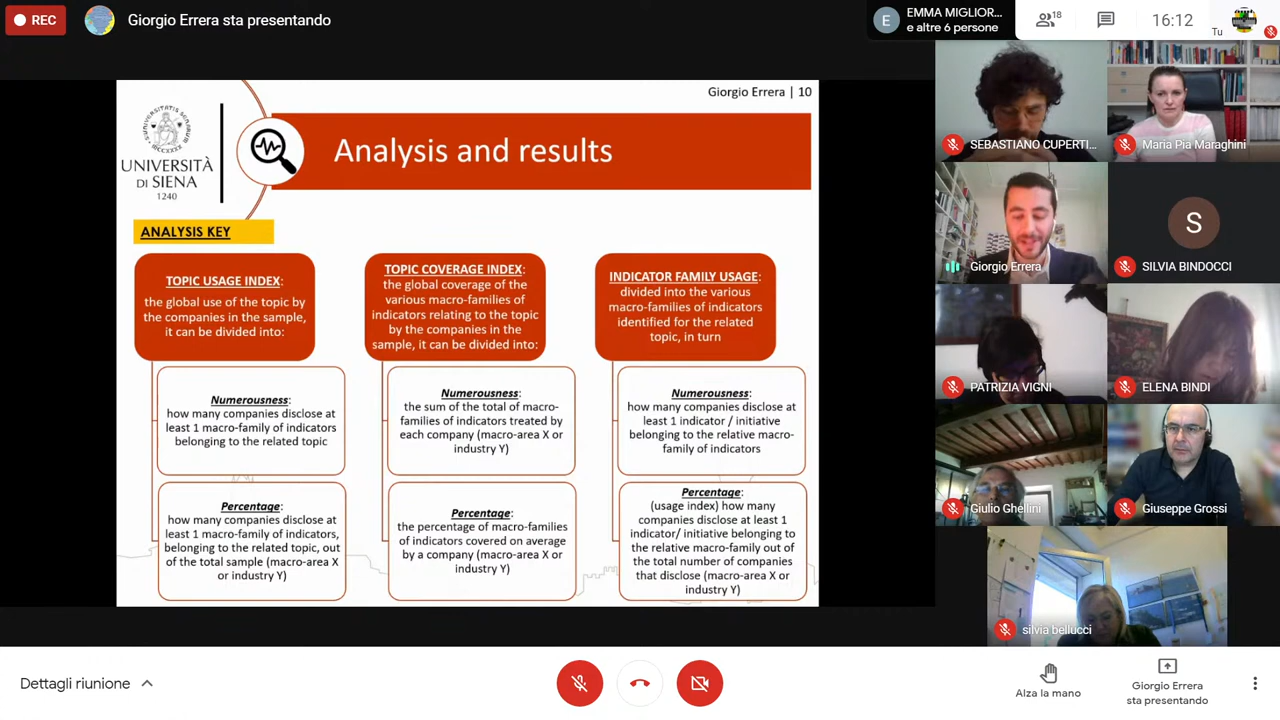 REC
Giorgio Errera sta presentando
E
EMMA MIGLIOR...
e altre 6 persone
18
16:12
Tu
Giorgio Errera | 10
UNIVERSITÀ
DI SIENA
1240
Analysis and results
ANALYSIS KEY
TOPIC USAGE INDEX:
the global use of the topic by
the companies in the sample,
it can be divided into:
Numerousness:
how many companies disclose at
least 1 macro-family of indicators
belonging to the related topic
Percentage:
how many companies disclose at
least 1 macro-family of indicators,
belonging to the related topic, out
of the total sample (macro-area X
or industry Y)
TOPIC COVERAGE INDEX:
the global coverage of the
various macro-families of
indicators relating to the topic
by the companies in the
sample, it can be divided into:
Numerousness:
the sum of the total of macro-
families of indicators treated by
each company (macro-area X or
industry Y)
Percentage:
the percentage of macro-families
of indicators covered on average
by a company (macro-area X or
industry Y)
INDICATOR FAMILY USAGE:
divided into the various
macro-families of indicators
identified for the related
topic, in turn
Numerousness:
how many companies disclose at
least 1 indicator / initiative
belonging to the relative macro-
family of indicators
Percentage:
(usage index) how many
companies disclose at least 1
indicator/ initiative belonging to
the relative macro-family out of
the total number of companies
that disclose (macro-area X or
industry Y)
SEBASTIANO CUPERTI...
Maria Pia Maraghini
Giorgio Errera
S
SILVIA BINDOCCI
PATRIZIA VIGNI
ELENA BINDI
Giulio Ghellini
Giuseppe Grossi
silvia bellucci
Dettagli riunione
Alza la mano
Giorgio Errera
sta presentando